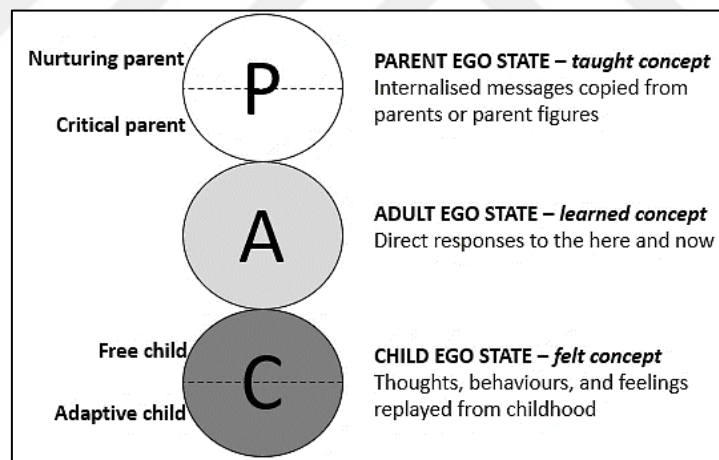 Nurturing parent
Critical parent
P
PARENT EGO STATE – taught concept
Internalised messages copied from
parents or parent figures
A
ADULT EGO STATE – learned concept
Direct responses to the here and now
Free child
Adaptive child
C
CHILD EGO STATE – felt concept
Thoughts, behaviours, and feelings
replayed from childhood